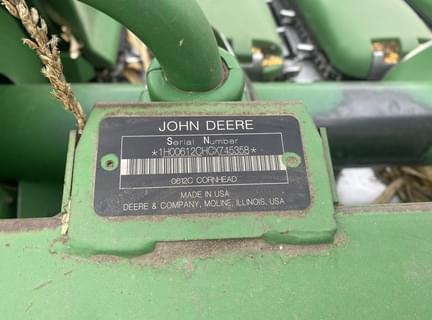 JOHN DEERE
Serial Number
*1H00612CHCX745358*
0612C CORNHEAD
MADE IN USA
DEERE & COMPANY, MOLINE, ILLINOIS, USA